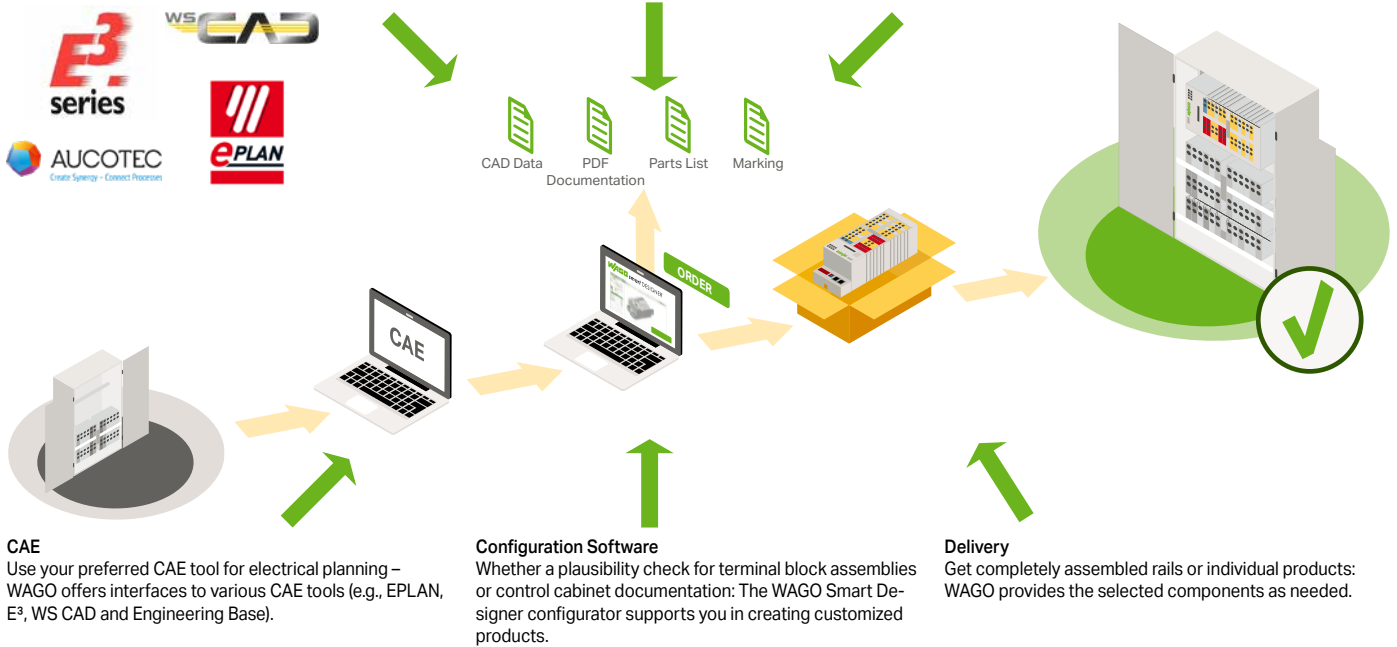 WS
CAD
E³.
series
ePLAN
AUCOTEC
Create Synergy – Connect Processes
CAD Data
PDF
Documentation
Parts List
Marking
ORDER
WAGO smart DESIGNER
CAE
CAE
Use your preferred CAE tool for electrical planning –
WAGO offers interfaces to various CAE tools (e.g., EPLAN,
E³, WS CAD and Engineering Base).
Configuration Software
Whether a plausibility check for terminal block assemblies
or control cabinet documentation: The WAGO Smart De-
signer configurator supports you in creating customized
products.
Delivery
Get completely assembled rails or individual products:
WAGO provides the selected components as needed.